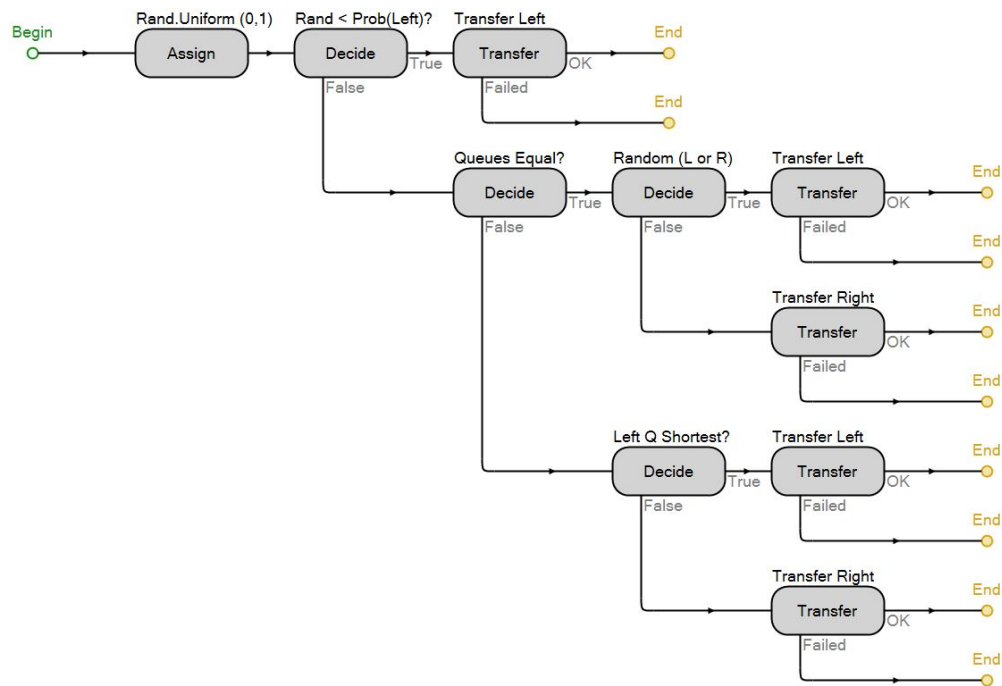 Rand.Uniform (0,1)
Rand < Prob(Left)?
Transfer Left
Begin
End
Assign
Decide
Transfer
True
OK
False
Failed
End
Queues Equal?
Random (L or R)
Transfer Left
End
Decide
Decide
Transfer
True
True
OK
False
False
Failed
End
Transfer Right
End
Transfer
OK
Failed
End
Left Q Shortest?
Transfer Left
End
Decide
Transfer
True
OK
False
Failed
End
Transfer Right
End
Transfer
OK
Failed
End